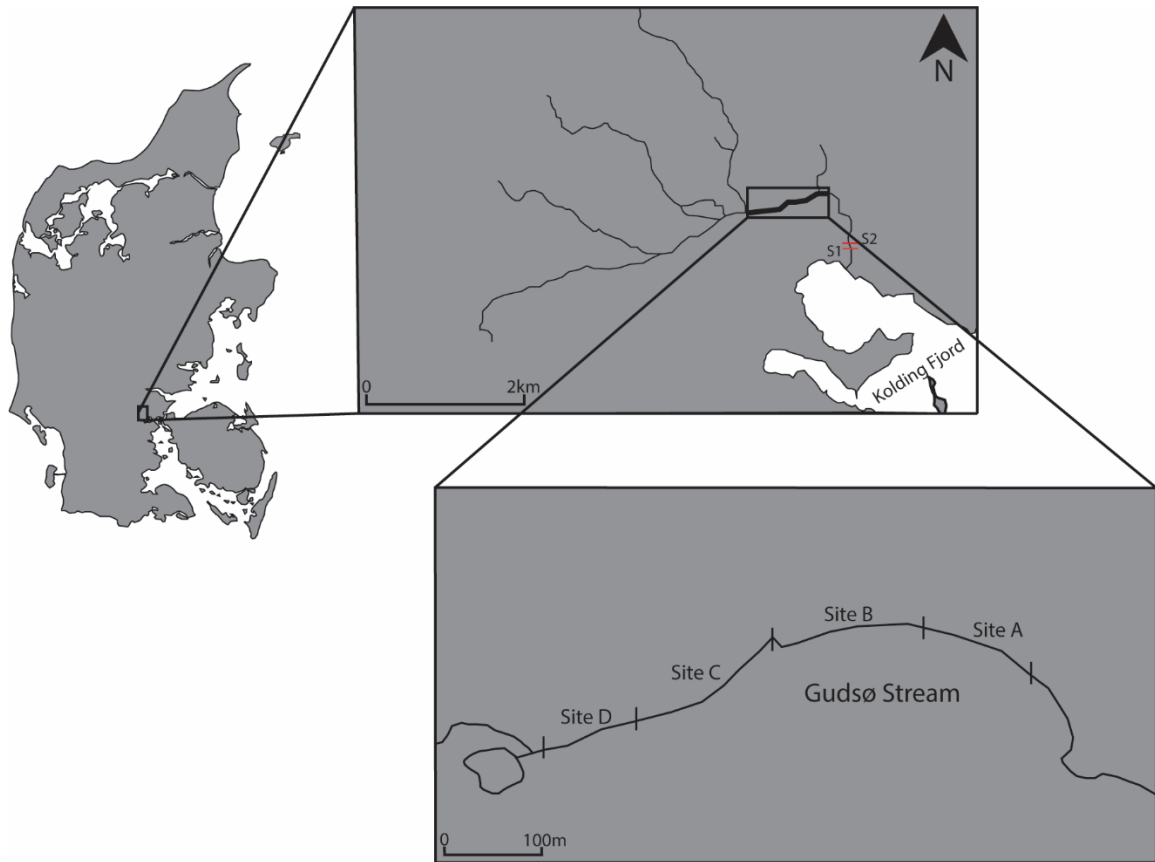 N
S2
S1
Kolding Fjord
0
2km
Site B
Site A
Site C
Gudsø Stream
Site D
0
100m